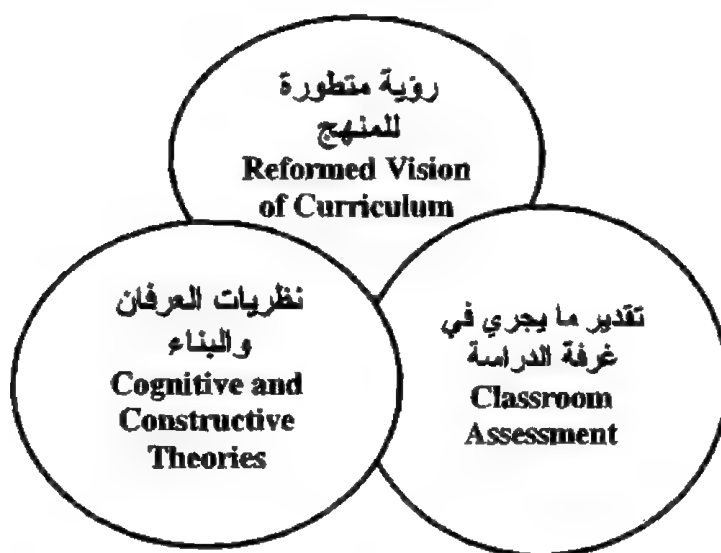 رؤية متطورة
للمنهج
Reformed Vision
of Curriculum
نظريات العرفان
والبناء
Cognitive and
Constructive
Theories
تقدير ما يجري في
غرفة الدراسة
Classroom
Assessment